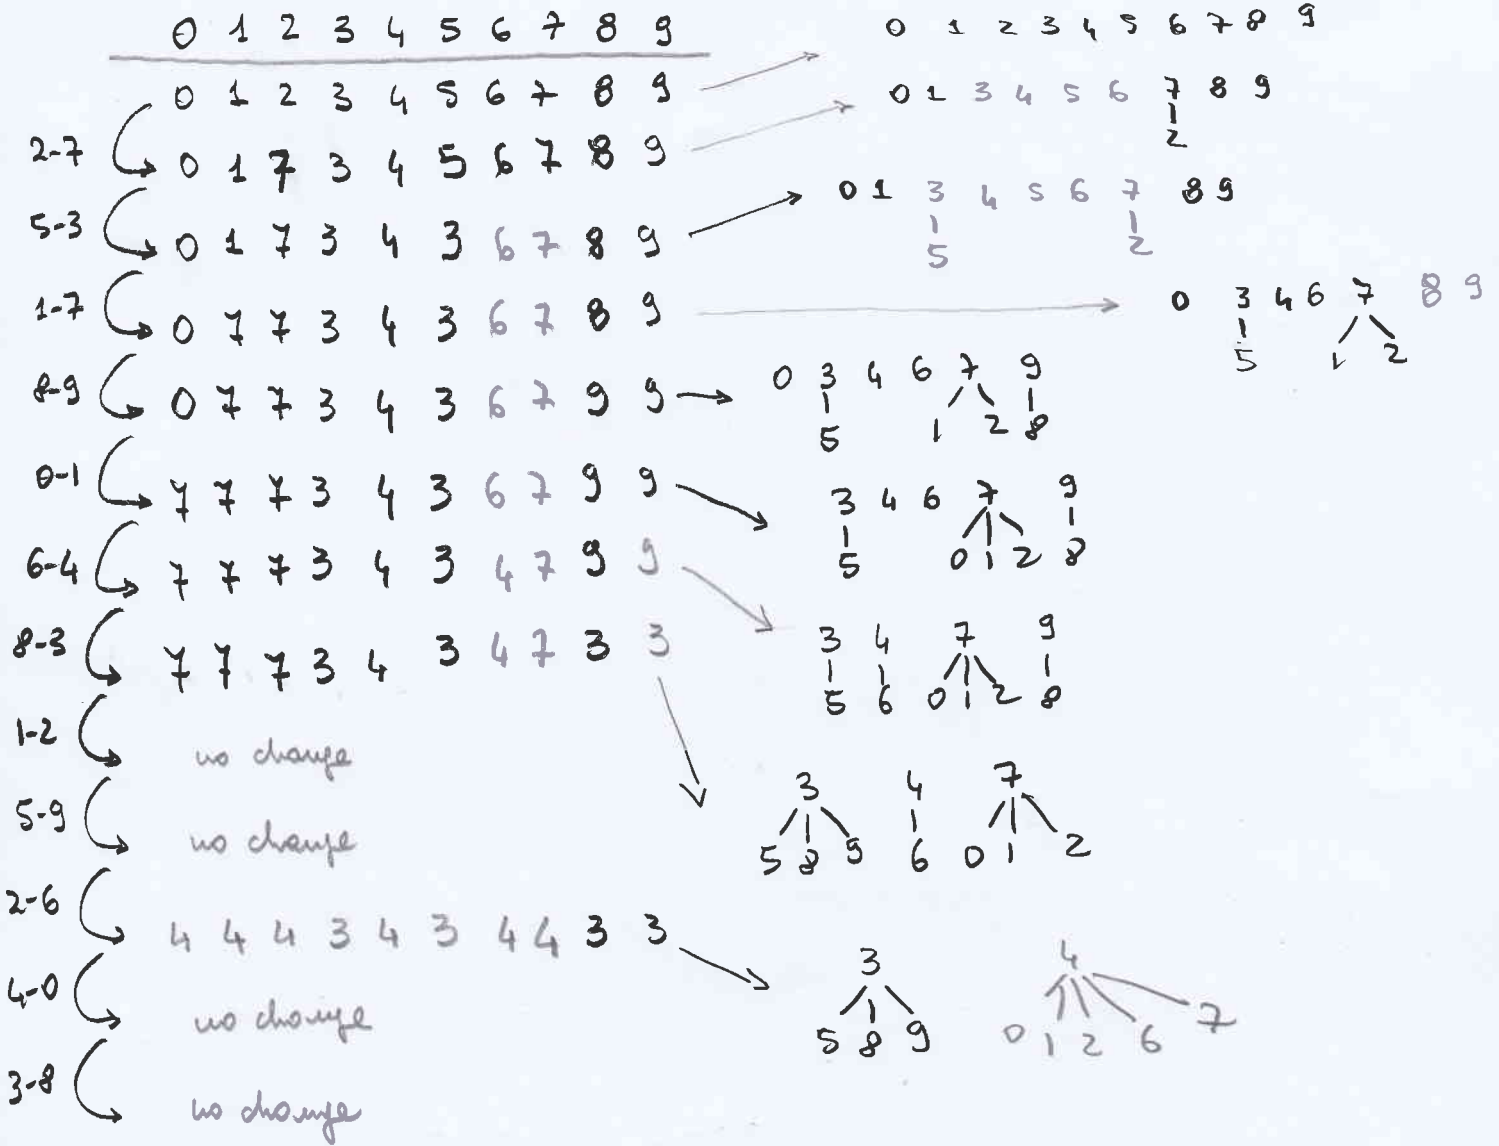 0 1 2 3 4 5 6 7 8 9
0 1 2 3 4 5 6 7 8 9
0 1 2 3 4 5 6 7 8 9
2-7
0 1 7 3 4 5 6 7 8 9
0 1 3 4 5 6 7 8 9
2
5-3
0 1 7 3 4 3 6 7 8 9
0 1 3 4 5 6 7 8 9
5 2
1-7
0 7 7 3 4 3 6 7 8 9
0 3 4 6 7 8 9
5 1 2
8-9
0 7 7 3 4 3 6 7 9 9
0 3 4 6 7 9
5 1 2 8
0-1
7 7 7 3 4 3 6 7 9 9
3 4 6 7 9
5 0 1 2 8
6-4
7 7 7 3 4 3 4 7 9 9
3 4 7 9
5 6 0 1 2 8
8-3
7 7 7 3 4 3 4 7 3 3
3 4 7
5 8 9 6 0 1 2
1-2
no change
5-9
no change
2-6
4 4 4 3 4 3 4 4 3 3
3 4
5 8 9 0 1 2 6 7
4-0
no change
3-8
no change